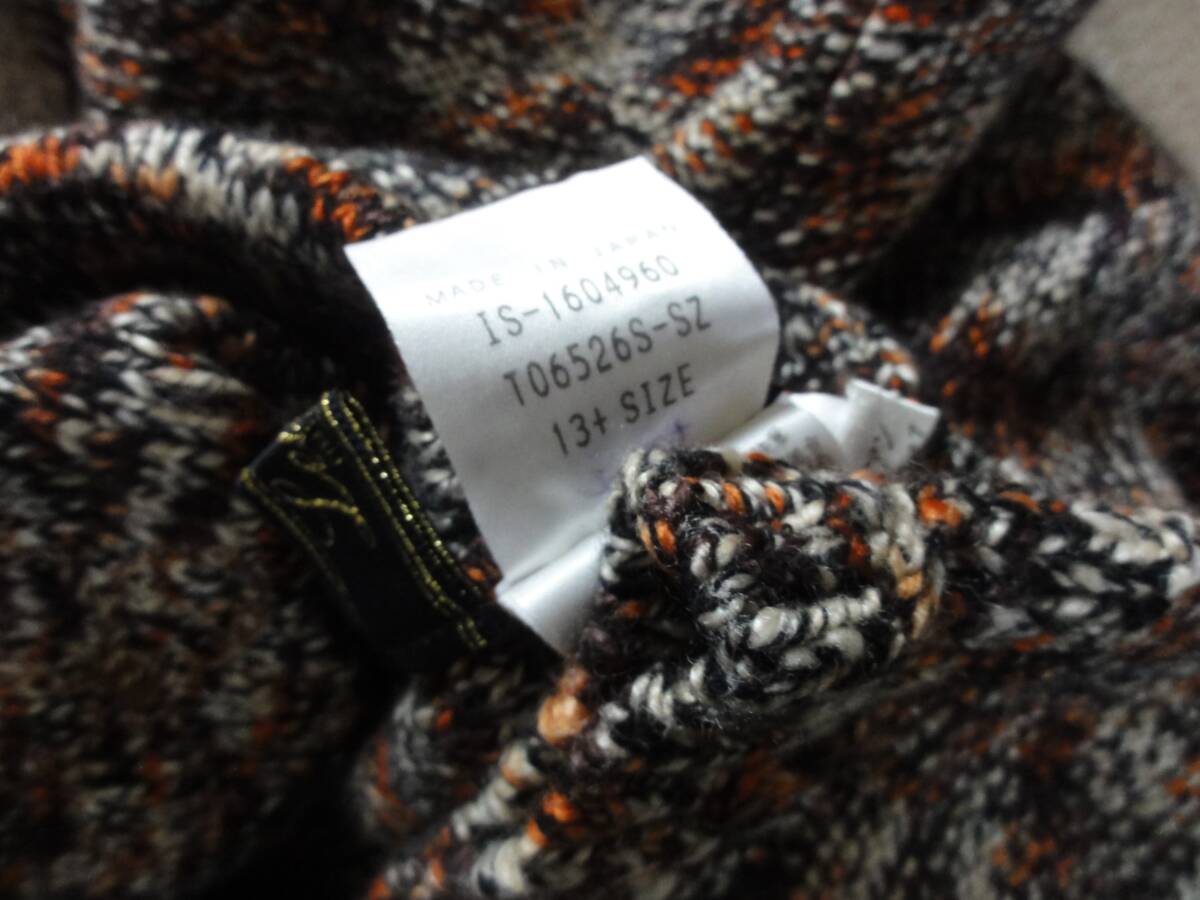 MADE IN JAPAN
IS-1604960
T06526S-SZ
13+ SIZE